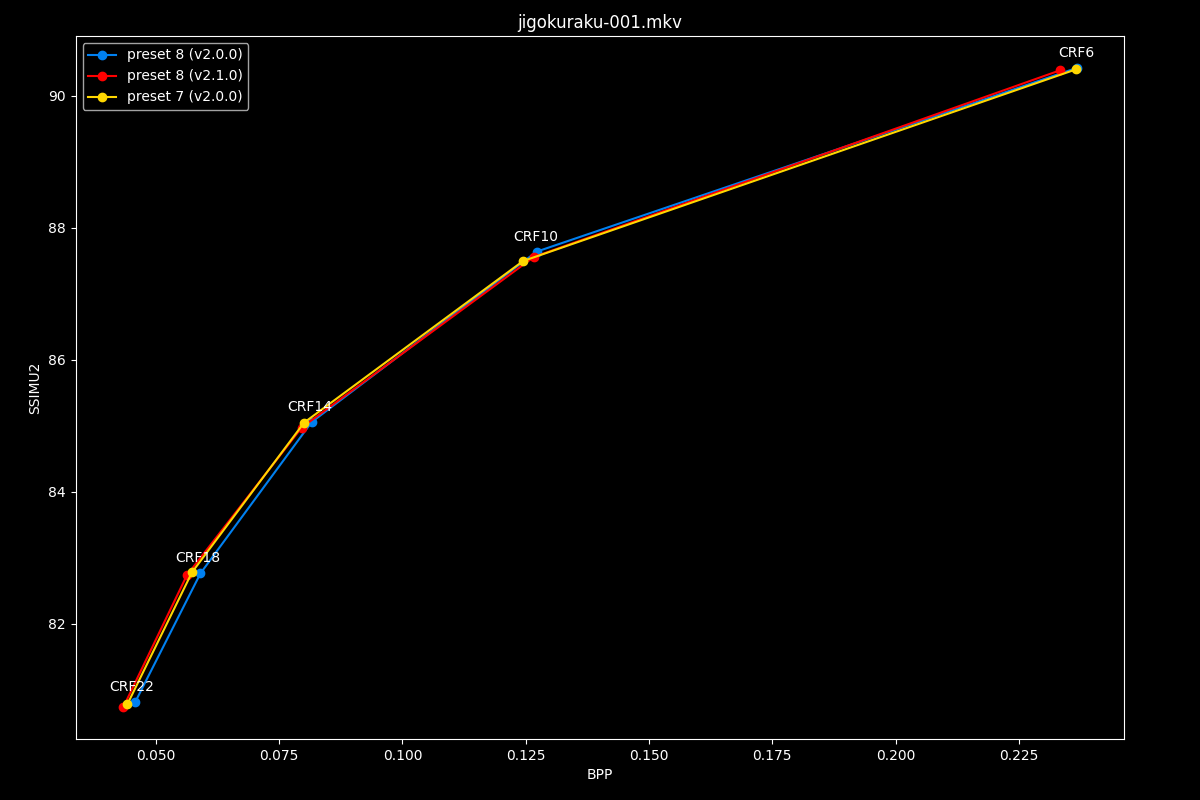 jigokuraku-001.mkv
preset 8 (v2.0.0)
preset 8 (v2.1.0)
preset 7 (v2.0.0)
CRF6
CRF10
CRF14
CRF18
CRF22
90
88
86
84
82
SSIMU2
0.050 0.075 0.100 0.125 0.150 0.175 0.200 0.225
BPP